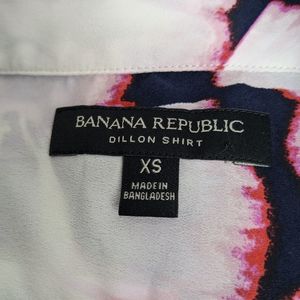 BANANA REPUBLIC
DILLON SHIRT
XS
MADE IN
BANGLADESH